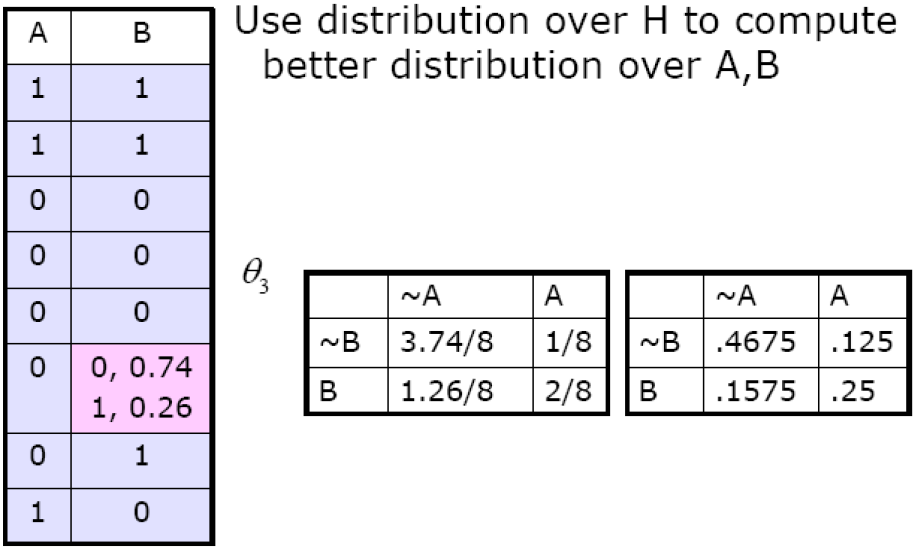 Use distribution over H to compute
better distribution over A,B
A B
1 1
1 1
0 0
0 0
0 0
0 0, 0.74
1, 0.26
0 1
1 0
θ3
~A A
~B 3.74/8 1/8
B 1.26/8 2/8
~A A
~B .4675 .125
B .1575 .25